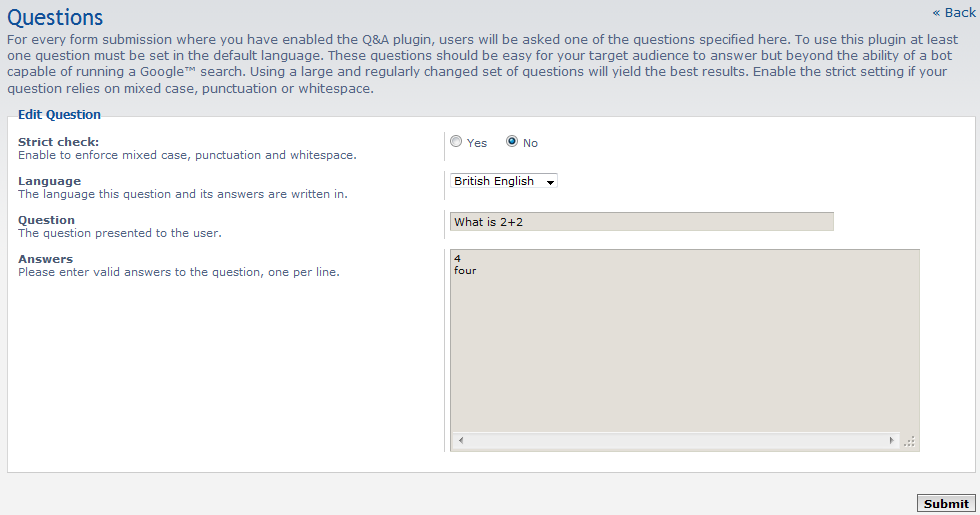 Questions
« Back
For every form submission where you have enabled the Q&A plugin, users will be asked one of the questions specified here. To use this plugin at least
one question must be set in the default language. These questions should be easy for your target audience to answer but beyond the ability of a bot
capable of running a Google™ search. Using a large and regularly changed set of questions will yield the best results. Enable the strict setting if your
question relies on mixed case, punctuation or whitespace.
Edit Question
Strict check:
Enable to enforce mixed case, punctuation and whitespace.
Yes No
Language
The language this question and its answers are written in.
British English
Question
The question presented to the user.
What is 2+2
Answers
Please enter valid answers to the question, one per line.
4
four
Submit